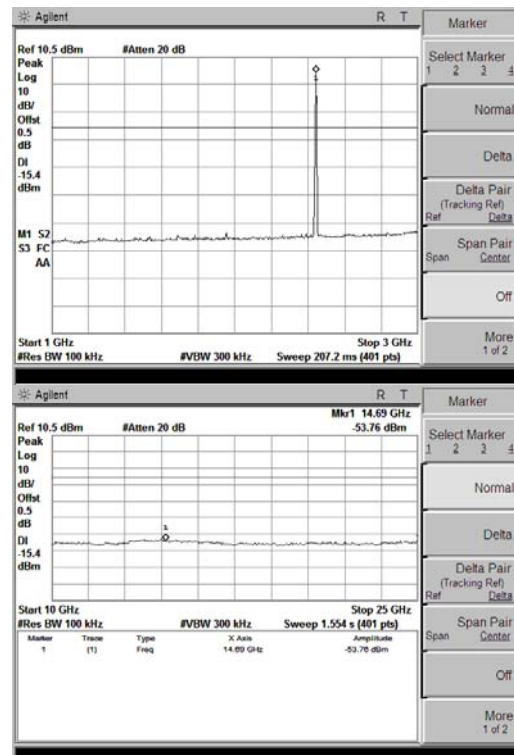 Agilent R T
Marker
Ref 10.5 dBm #Atten 20 dB
Peak
Log
10
dB/
Offst
0.5
dB
DI
-15.4
dBm
M1 S2
S3 FC
AA
1
Start 1 GHz Stop 3 GHz
#Res BW 100 kHz #VBW 300 kHz Sweep 207.2 ms (401 pts)
Select Marker
1 2 3 4
Normal
Delta
Delta Pair
(Tracking Ref)
Ref Delta
Span Pair
Span Center
Off
More
1 of 2
Agilent R T
Marker
Mkr1 14.69 GHz
Ref 10.5 dBm #Atten 20 dB -53.76 dBm
Peak
Log
10
dB/
Offst
0.5
dB
DI
-15.4
dBm
1
Start 10 GHz Stop 25 GHz
#Res BW 100 kHz #VBW 300 kHz Sweep 1.554 s (401 pts)
Marker Trace Type X Axis Amplitude
1 (1) Freq 14.69 GHz -53.76 dBm
Select Marker
1 2 3 4
Normal
Delta
Delta Pair
(Tracking Ref)
Ref Delta
Span Pair
Span Center
Off
More
1 of 2